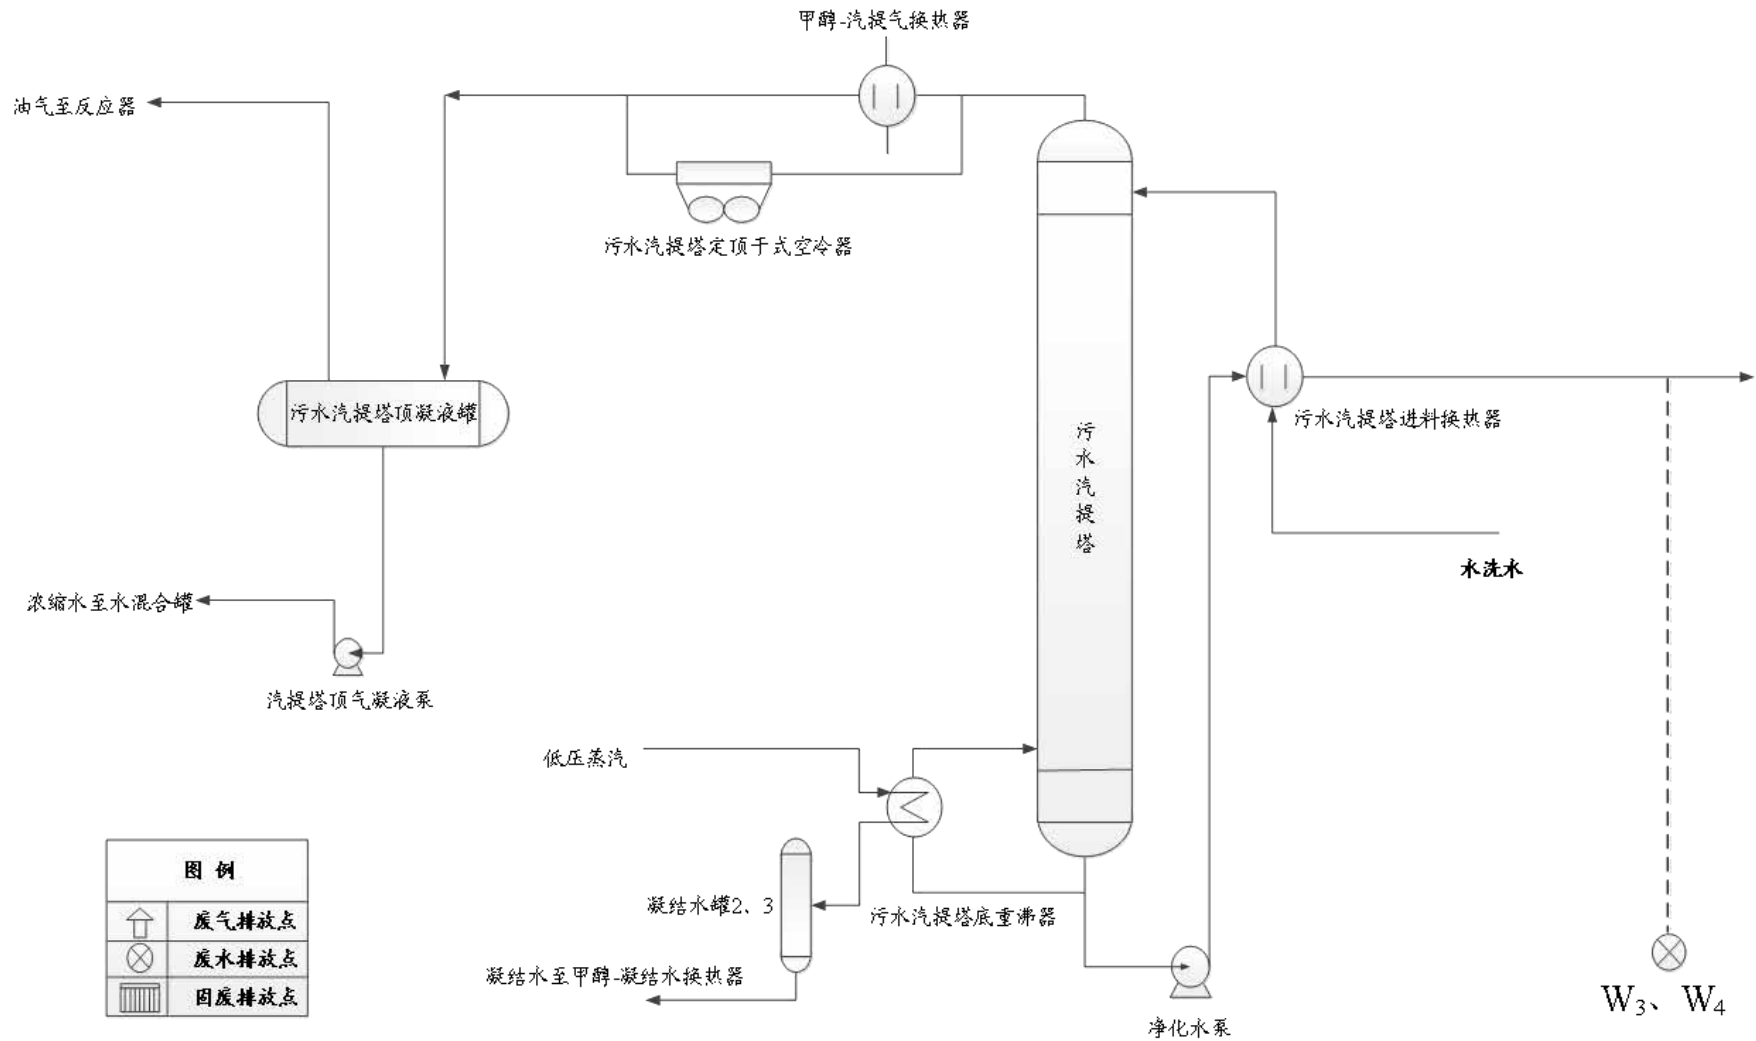 甲醇-汽提气换热器
油气至反应器
污水汽提塔定顶干式空冷器
污水汽提塔顶凝液罐
污水汽提塔进料换热器
污水汽提塔
水洗水
浓缩水至水混合罐
汽提塔顶气凝液泵
低压蒸汽
图 例
凝结水罐2、3
污水汽提塔底重沸器
废气排放点
废水排放点
凝结水至甲醇-凝结水换热器
固废排放点
W3、W4
净化水泵